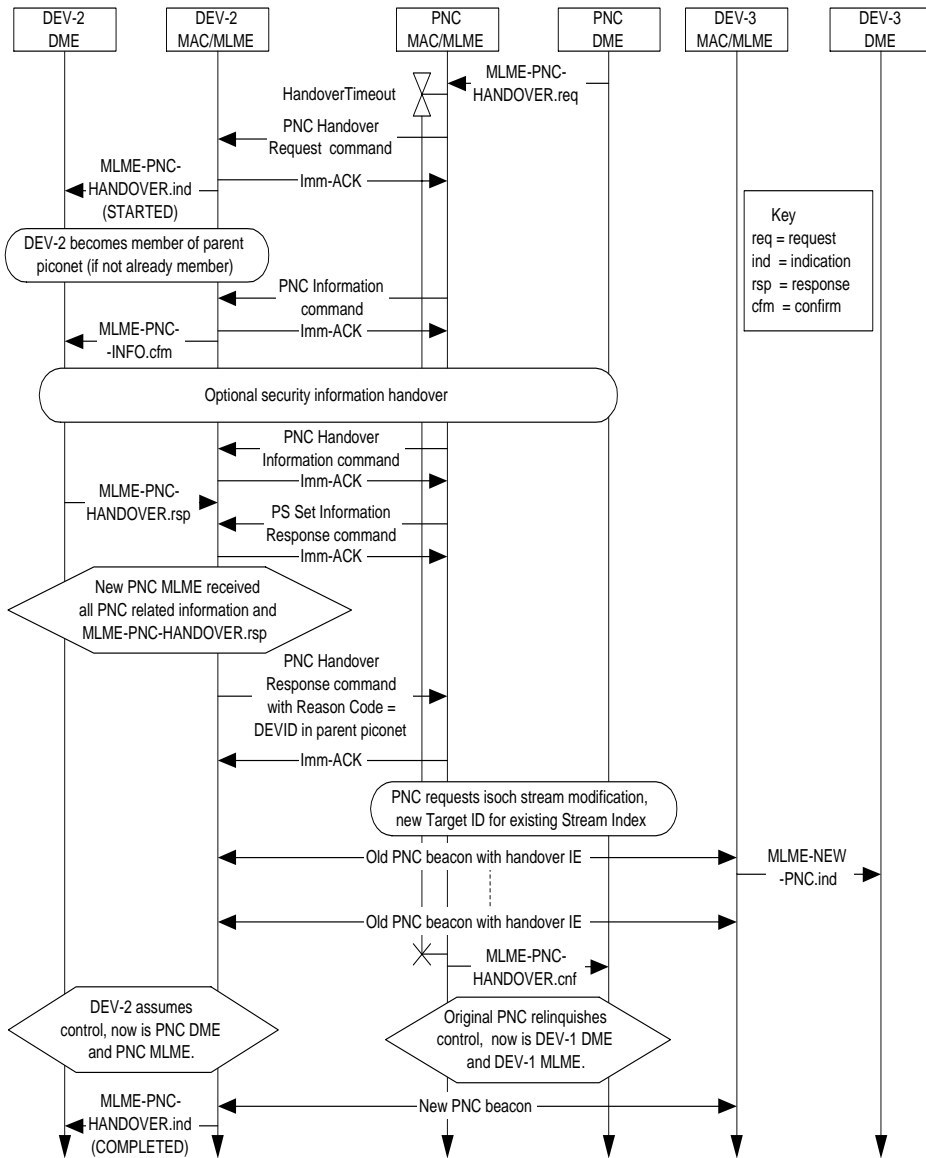 DEV-2
DME
DEV-2
MAC/MLME
PNC
MAC/MLME
PNC
DME
DEV-3
MAC/MLME
DEV-3
DME
MLME-PNC-
HANDOVER.req
HandoverTimeout
PNC Handover
Request command
MLME-PNC-
HANDOVER.ind
(STARTED)
Imm-ACK
Key
req = request
ind = indication
rsp = response
cfm = confirm
DEV-2 becomes member of parent
piconet (if not already member)
PNC Information
command
Imm-ACK
MLME-PNC-
-INFO.cfm
Optional security information handover
PNC Handover
Information command
Imm-ACK
MLME-PNC-
HANDOVER.rsp
PS Set Information
Response command
Imm-ACK
New PNC MLME received
all PNC related information and
MLME-PNC-HANDOVER.rsp
PNC Handover
Response command
with Reason Code =
DEVID in parent piconet
Imm-ACK
PNC requests isoch stream modification,
new Target ID for existing Stream Index
Old PNC beacon with handover IE
MLME-NEW
-PNC.ind
Old PNC beacon with handover IE
MLME-PNC-
HANDOVER.cnf
DEV-2 assumes
control, now is PNC DME
and PNC MLME.
Original PNC relinquishes
control, now is DEV-1 DME
and DEV-1 MLME.
MLME-PNC-
HANDOVER.ind
(COMPLETED)
New PNC beacon